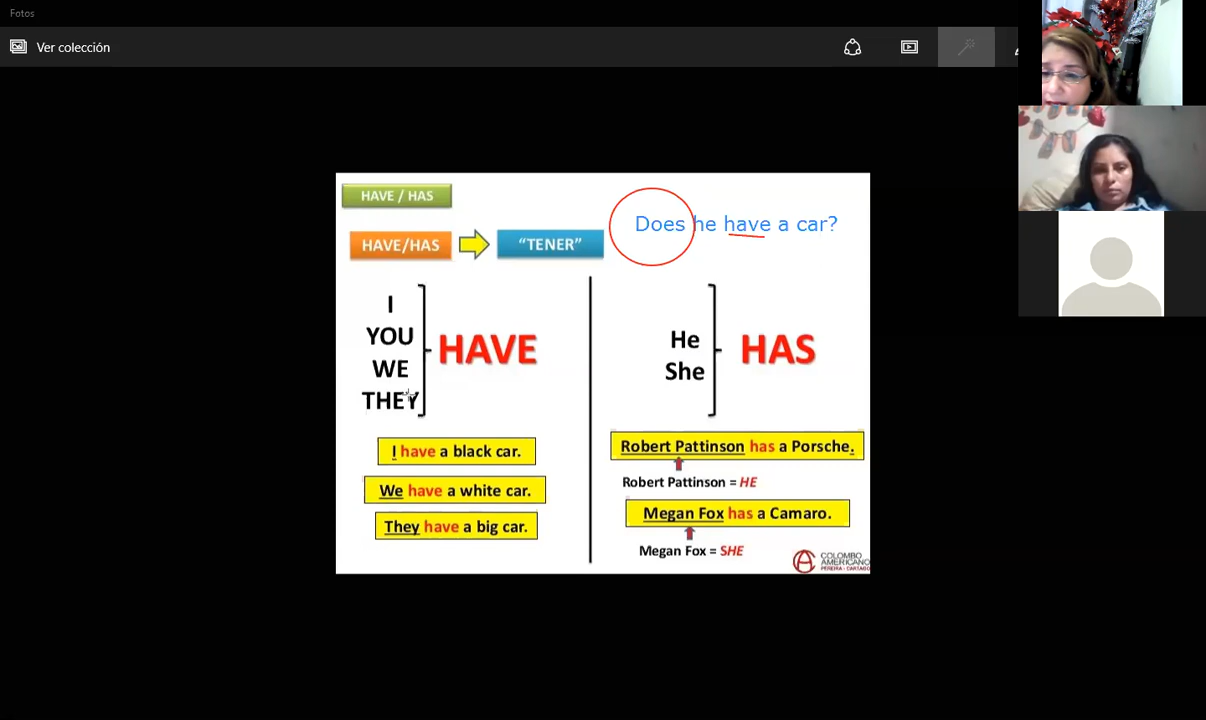 Fotos
Ver colección
HAVE / HAS
Does he have a car?
HAVE/HAS
"TENER"
I
YOU
WE
THEY
HAVE
He
She
HAS
I have a black car.
We have a white car.
They have a big car.
Robert Pattinson has a Porsche.
Robert Pattinson = HE
Megan Fox has a Camaro.
Megan Fox = SHE
COLOMBO
AMERICANO
PEREIRA - CARTAGO